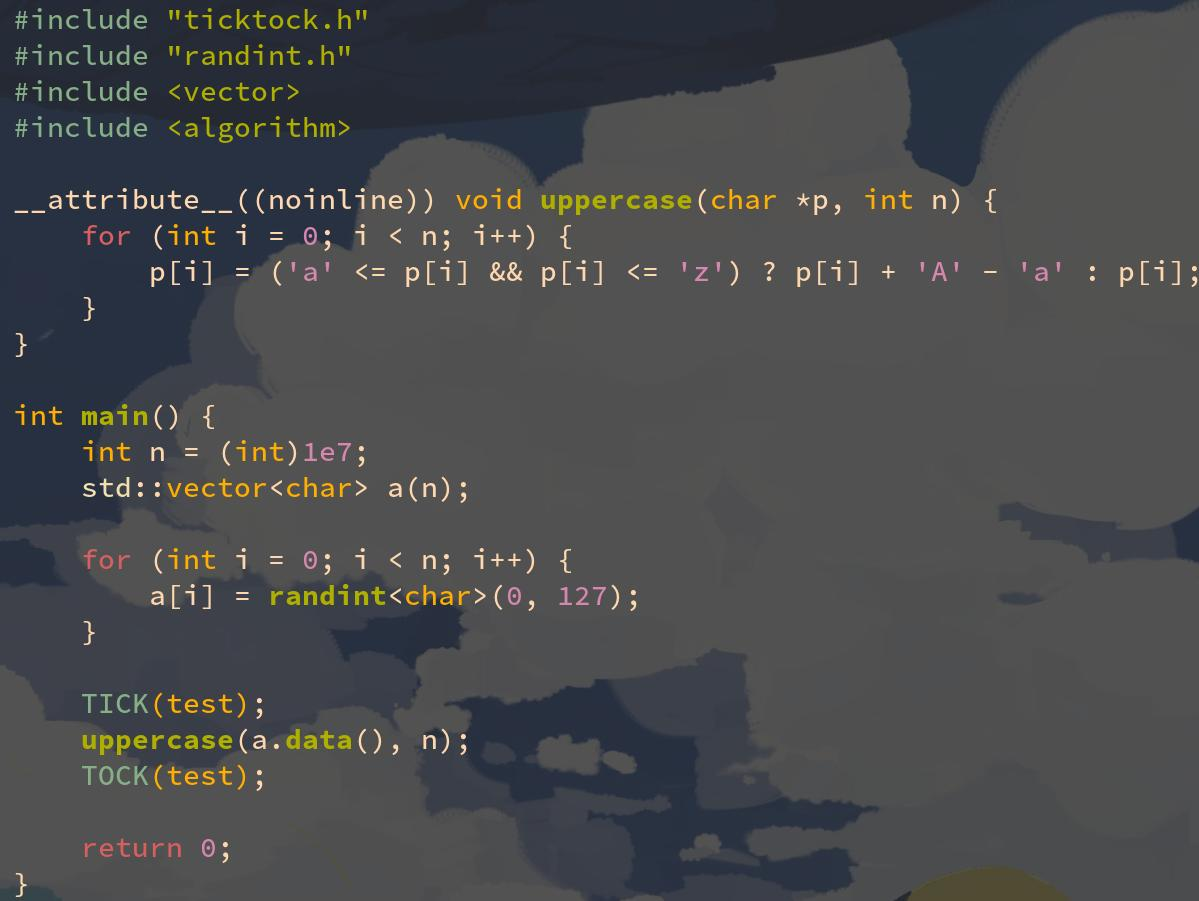 #include "ticktock.h"
#include "randint.h"
#include <vector>
#include <algorithm>
__attribute__((noinline)) void uppercase(char *p, int n) {
    for (int i = 0; i < n; i++) {
        p[i] = ('a' <= p[i] && p[i] <= 'z') ? p[i] + 'A' - 'a' : p[i];
    }
}
int main() {
    int n = (int)1e7;
    std::vector<char> a(n);
    for (int i = 0; i < n; i++) {
        a[i] = randint<char>(0, 127);
    }
    TICK(test);
    uppercase(a.data(), n);
    TOCK(test);
    return 0;
}